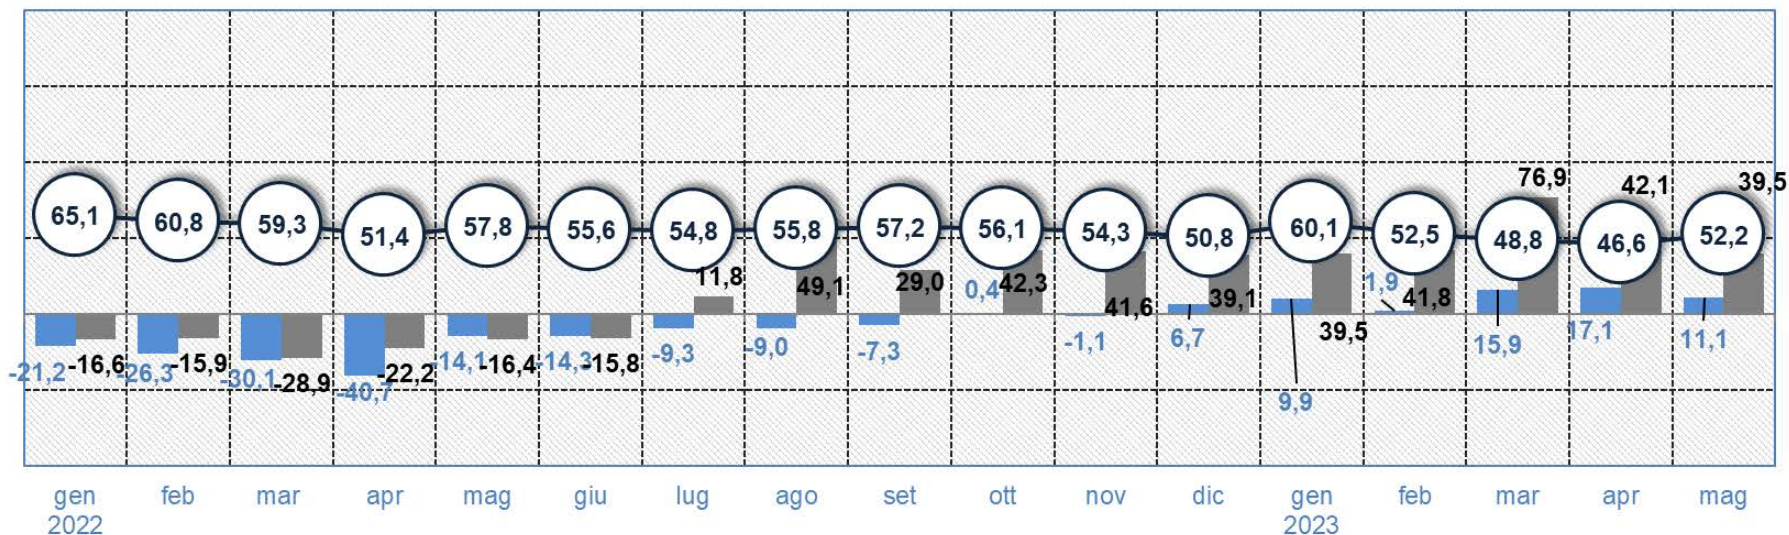 76,9 42,1 39,5
65,1 60,8 59,3 51,4 57,8 55,6 54,8 55,8 57,2 56,1 54,3 50,8 60,1 52,5 48,8 46,6 52,2
11,8 49,1 29,0 0,4 42,3 41,6 39,1 1,9 41,8
-21,2 -16,6 -26,3 -15,9 -30,1 -28,9 -40,7 -22,2 -14,1 -16,4 -14,3 -15,8 -9,3 -9,0 -7,3 -1,1 6,7 39,5 15,9 17,1 11,1
9,9
gen feb mar apr mag giu lug ago set ott nov dic gen feb mar apr mag
2022 2023